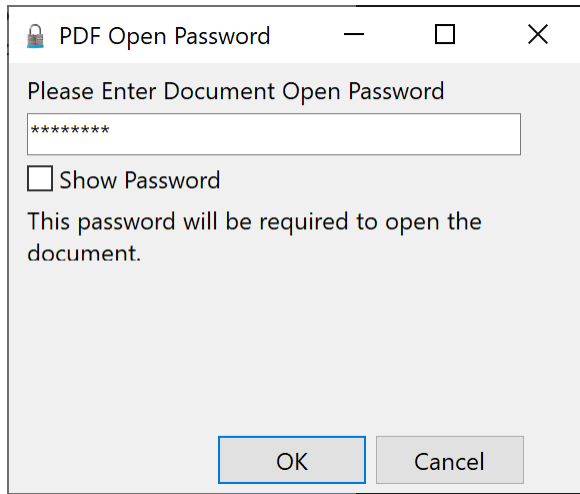 PDF Open Password
Please Enter Document Open Password
********
Show Password
This password will be required to open the
document.
OK
Cancel